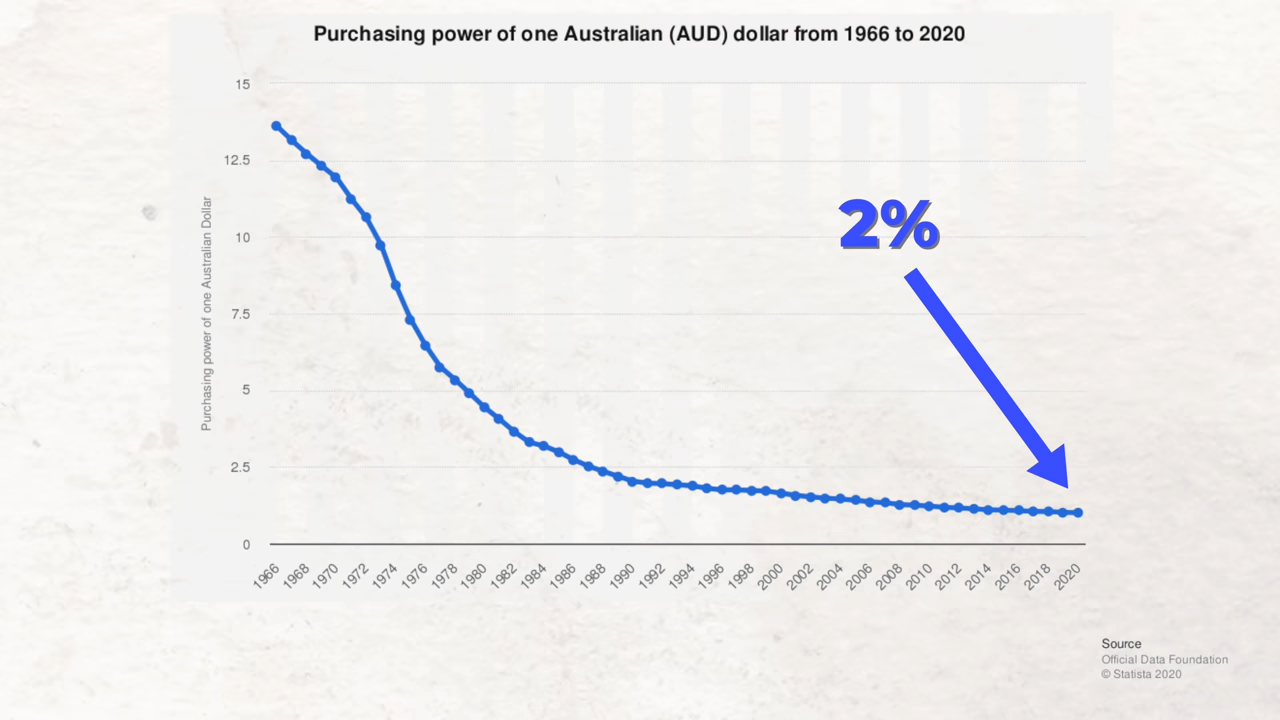 Purchasing power of one Australian (AUD) dollar from 1966 to 2020
15
12.5
10
7.5
5
2.5
0
Purchasing power of one Australian Dollar
2%
1966 1968 1970 1972 1974 1976 1978 1980 1982 1984 1986 1988 1990 1992 1994 1996 1998 2000 2002 2004 2006 2008 2010 2012 2014 2016 2018 2020
Source
Official Data Foundation
© Statista 2020